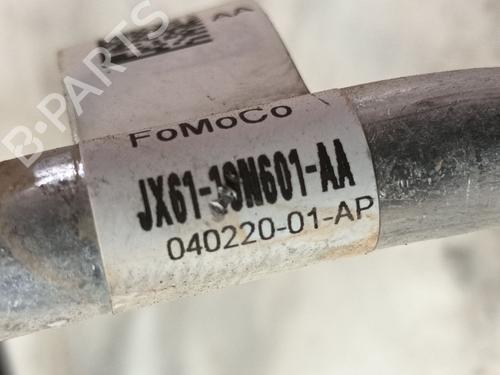 AA
FoMoCo
JX61-19N601-AA
040220-01-AP
B-PARTS